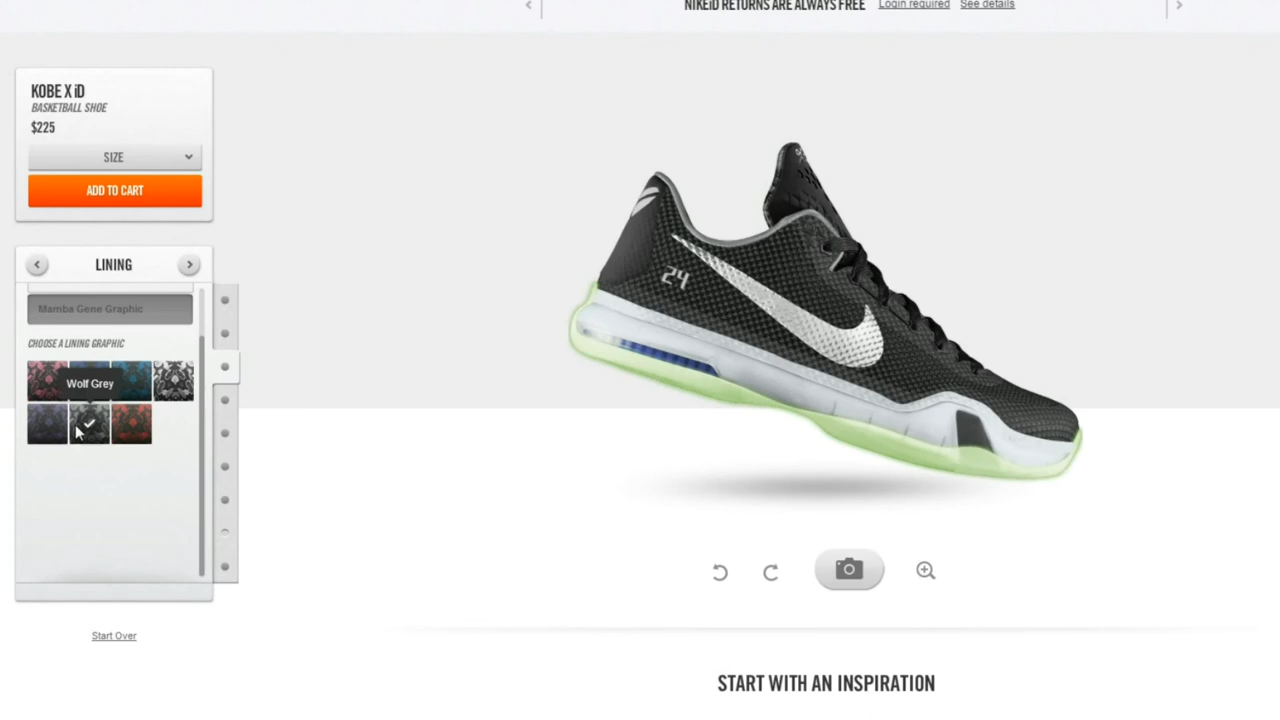 NIKEiD RETURNS ARE ALWAYS FREE Login required See details
KOBE X iD
BASKETBALL SHOE
$225
SIZE
ADD TO CART
LINING
Mamba Gene Graphic
CHOOSE A LINING GRAPHIC
Wolf Grey
24
Start Over
START WITH AN INSPIRATION